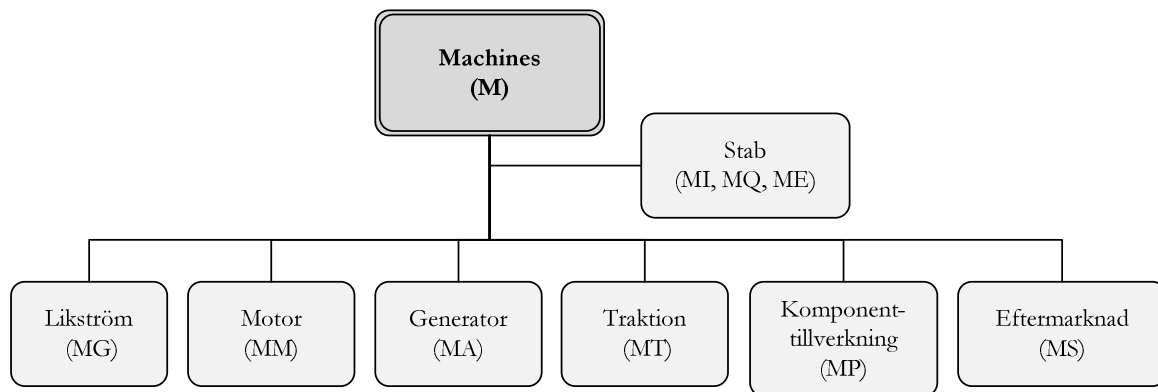 Machines
(M)
Stab
(MI, MQ, ME)
Likström
(MG)
Motor
(MM)
Generator
(MA)
Traktion
(MT)
Komponent-
tillverkning
(MP)
Eftermarknad
(MS)